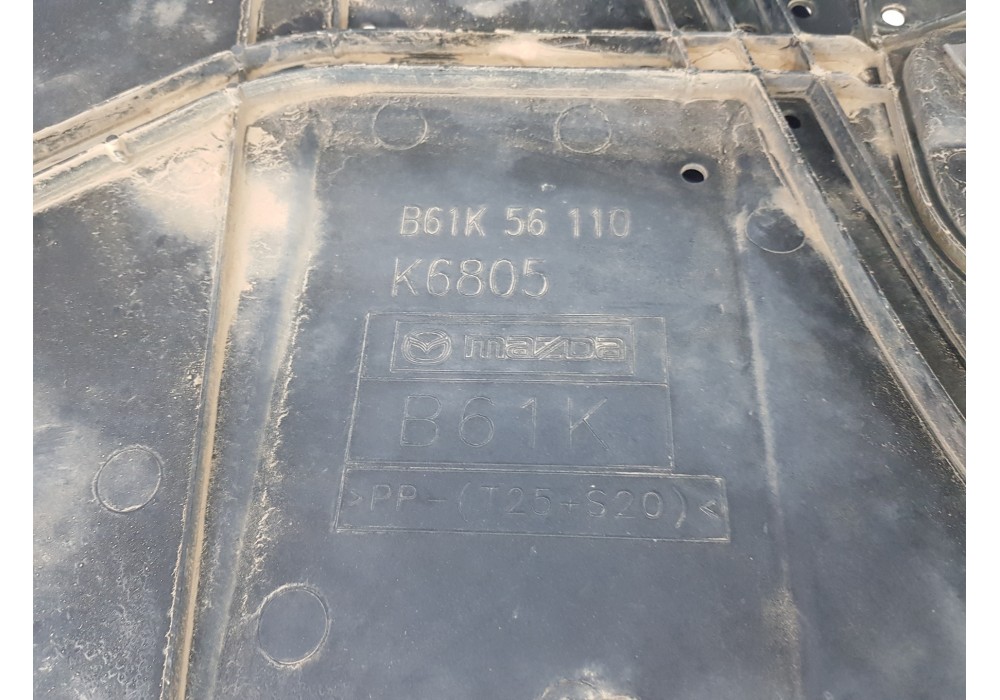 B61K 56 110
K6805
mazda
B61K
>PP-(T25+S20)<